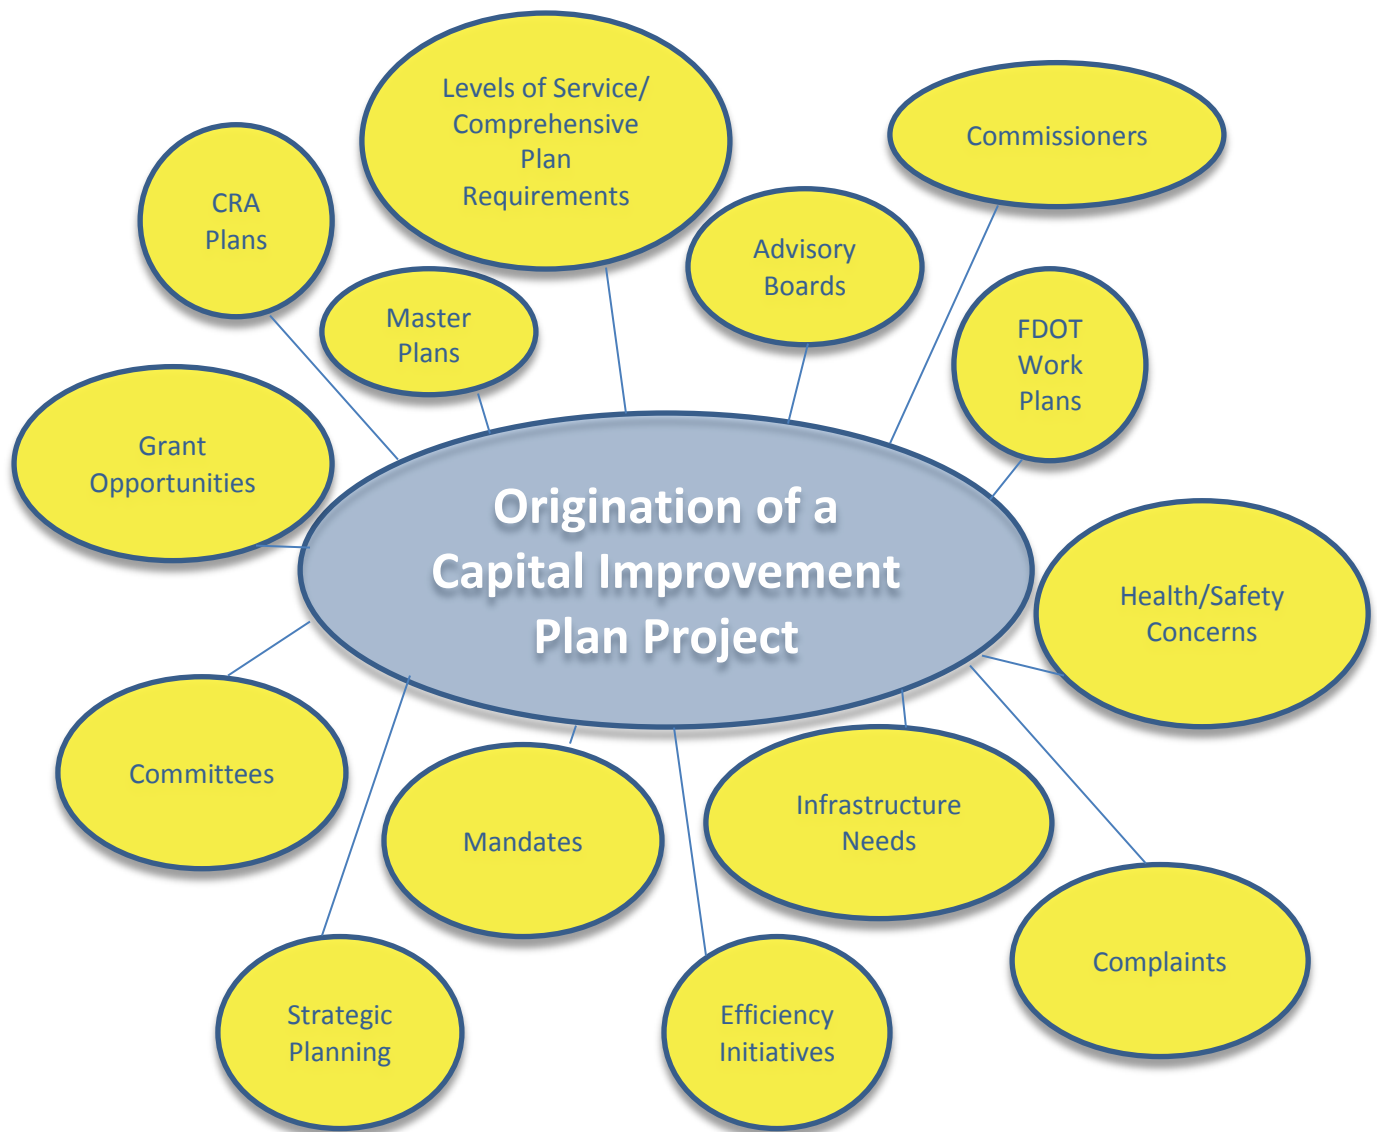 Levels of Service/
Comprehensive
Plan
Requirements
Commissioners
CRA
Plans
Advisory
Boards
Master
Plans
FDOT
Work
Plans
Grant
Opportunities
Origination of a
Capital Improvement
Plan Project
Health/Safety
Concerns
Committees
Mandates
Infrastructure
Needs
Complaints
Strategic
Planning
Efficiency
Initiatives